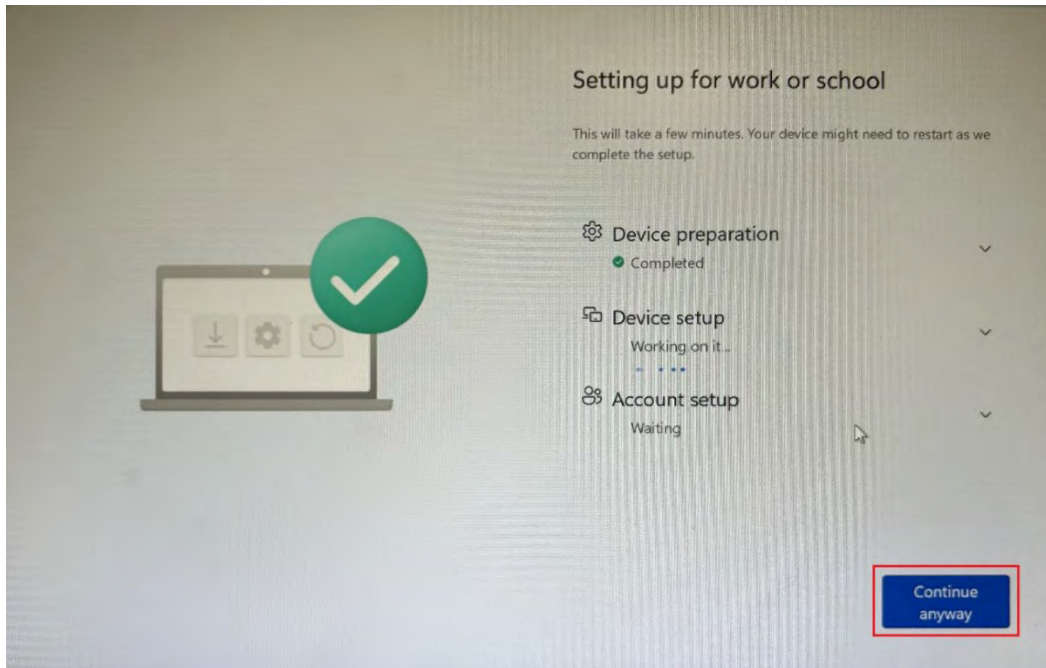 Setting up for work or school
This will take a few minutes. Your device might need to restart as we
complete the setup.
Device preparation
Completed
Device setup
Working on it...
Account setup
Waiting
Continue
anyway